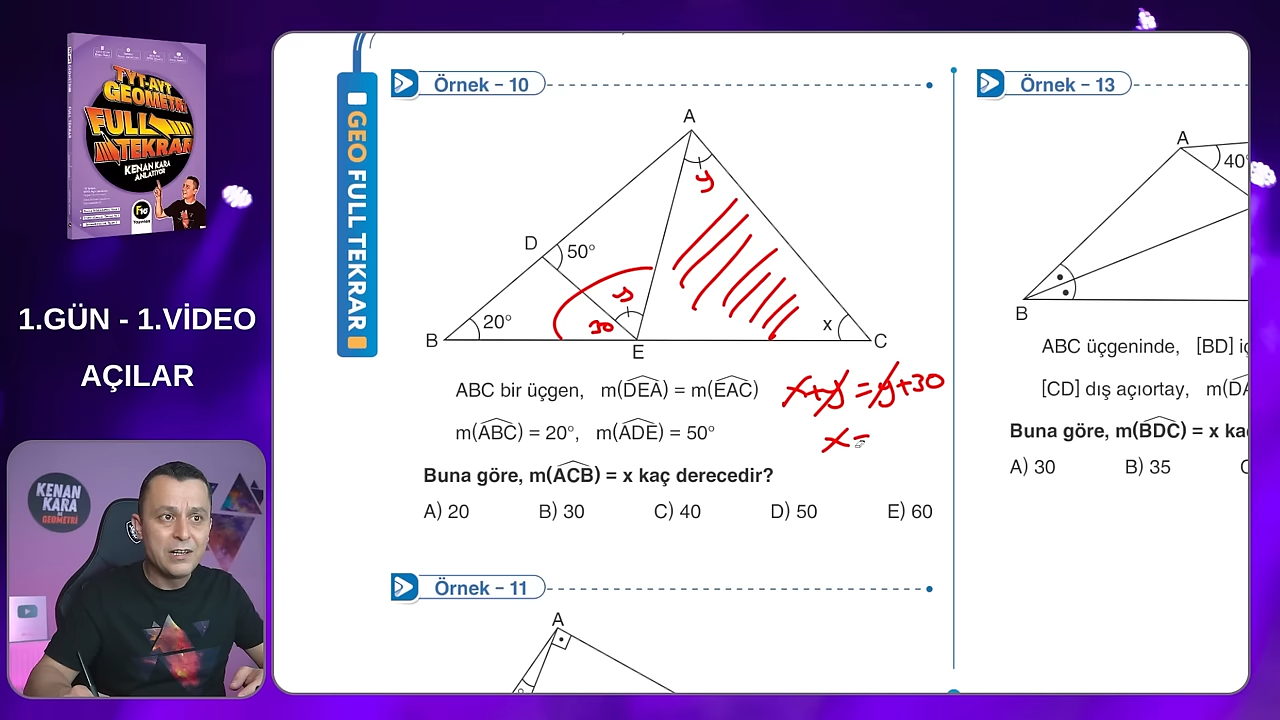 TYT-AYT
GEOMETRİ
FULL
TEKRAR
KENAN KARA
ANLATIYOR
1.GÜN - 1.VİDEO
AÇILAR
KENAN
KARA
GEOMETRİ
GEO FULL TEKRAR
Örnek – 10
A
y
D
50°
y
30
20°
x
B
E
C
x+y=y+30
x=
ABC bir üçgen, m(DEA) = m(EAC)
m(ABC) = 20°, m(ADE) = 50°
Buna göre, m(ACB) = x kaç derecedir?
A) 20 B) 30 C) 40 D) 50 E) 60
Örnek – 11
A
Örnek – 13
A
40°
B
ABC üçgeninde, [BD] iç
[CD] dış açıortay, m(DA
Buna göre, m(BDC) = x ka
A) 30 B) 35 C